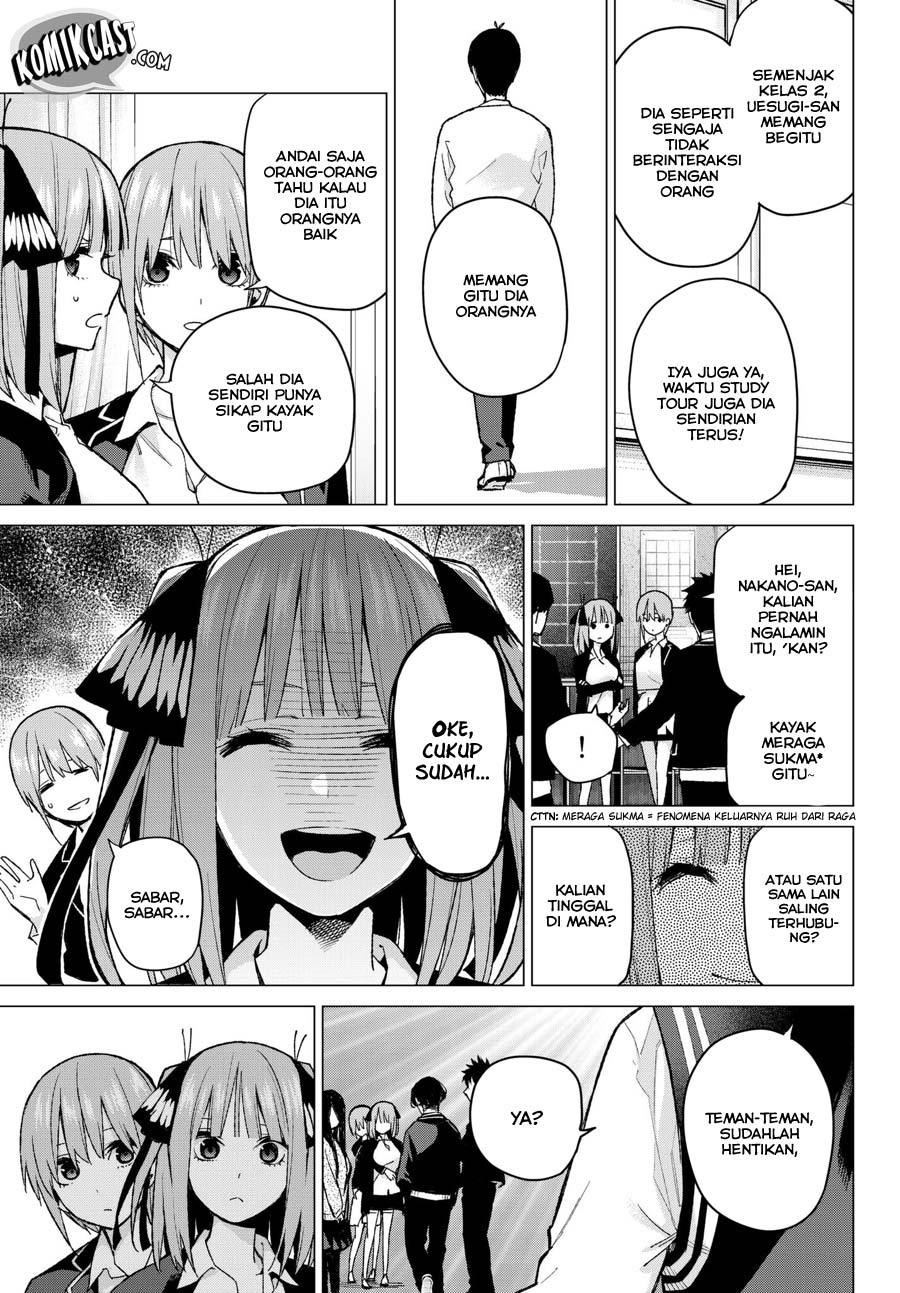 KOMIKCAST
.COM
SEMENJAK
KELAS 2,
UESUGI-SAN
MEMANG
BEGITU
DIA SEPERTI
SENGAJA
TIDAK
BERINTERAKSI
DENGAN
ORANG
IYA JUGA YA,
WAKTU STUDY
TOUR JUGA DIA
SENDIRIAN
TERUS!
MEMANG
GITU DIA
ORANGNYA
ANDAI SAJA
ORANG-ORANG
TAHU KALAU
DIA ITU
ORANGNYA
BAIK
SALAH DIA
SENDIRI PUNYA
SIKAP KAYAK
GITU
HEI,
NAKANO-SAN,
KALIAN
PERNAH
NGALAMIN
ITU, 'KAN?
KAYAK
MERAGA
SUKMA*
GITU~
!
CTTN: MERAGA SUKMA = FENOMENA KELUARNYA RUH DARI RAGA
ATAU SATU
SAMA LAIN
SALING
TERHUBU-
NG?
KALIAN
TINGGAL
DI MANA?
OKE,
CUKUP
SUDAH...
SABAR,
SABAR...
TEMAN-TEMAN,
SUDAHLAH
HENTIKAN,
YA?